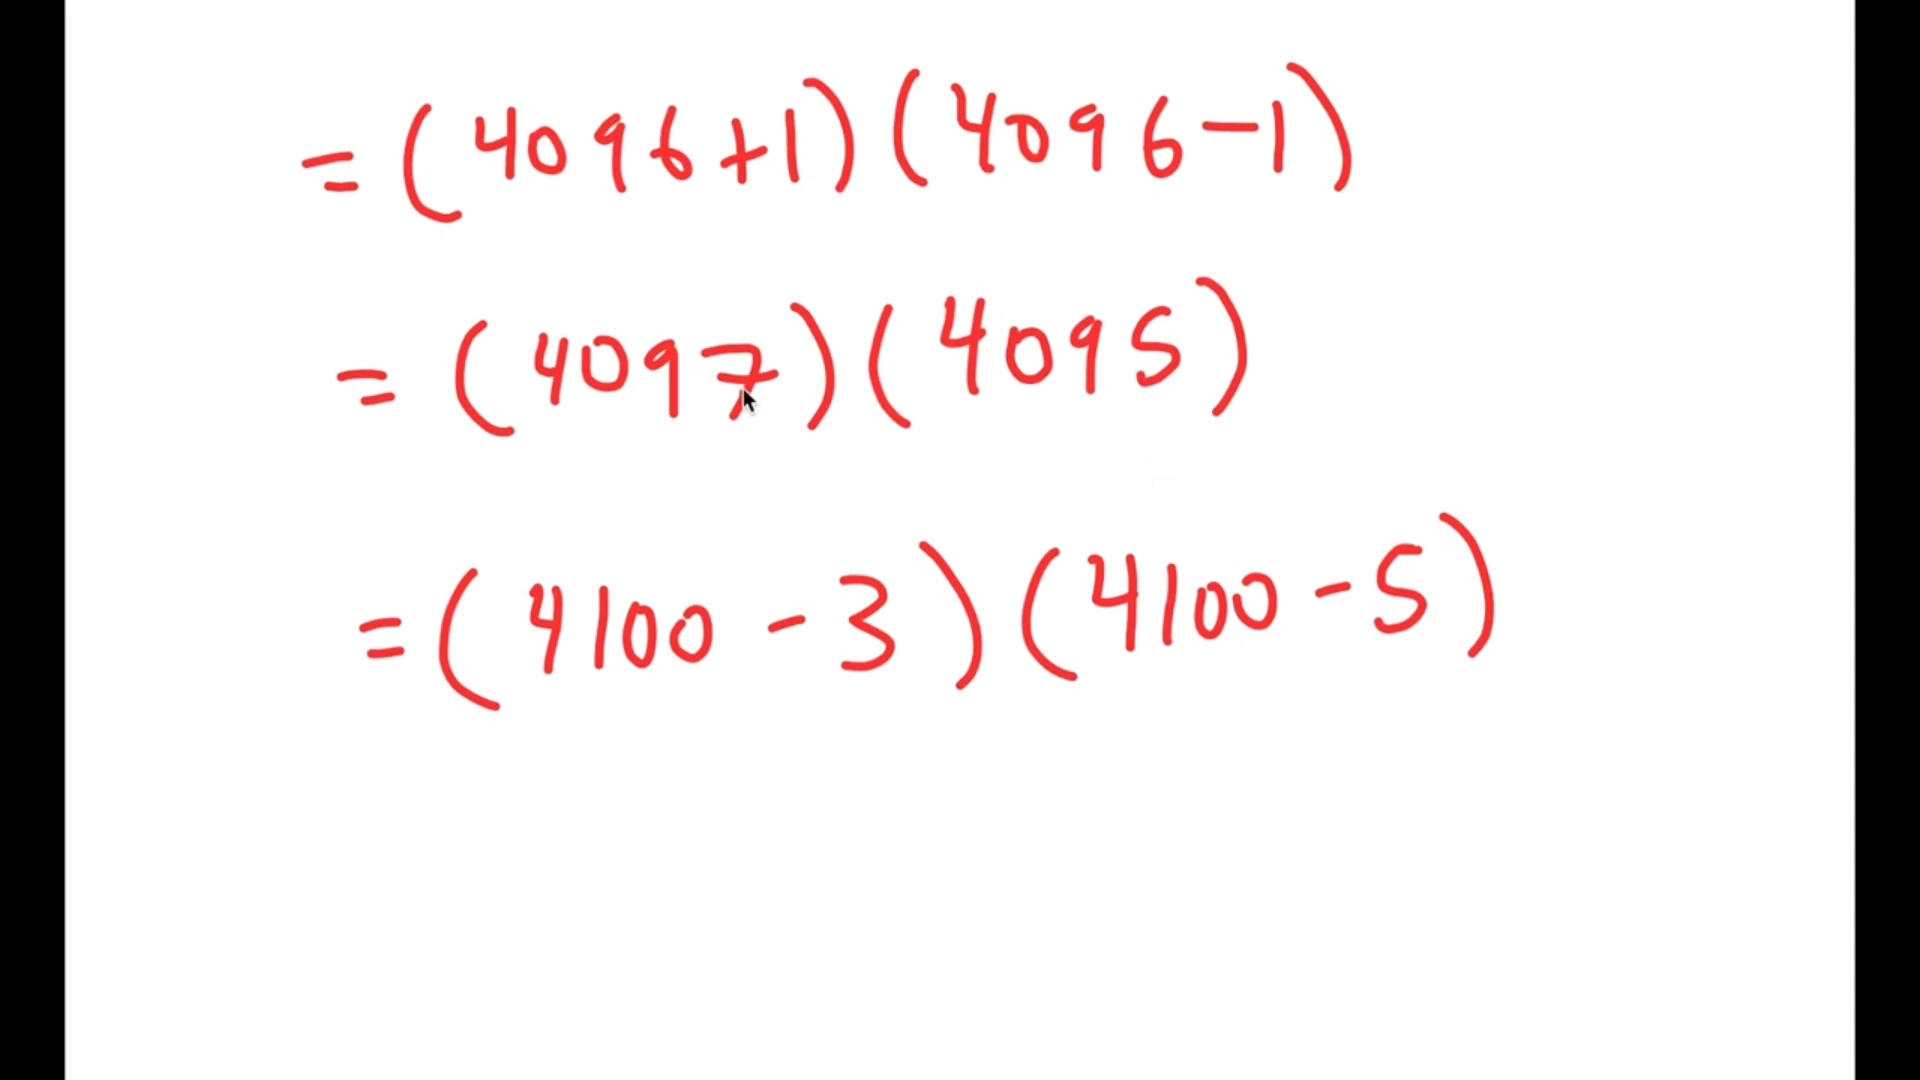 = (4096+1)(4096-1)
= (4097)(4095)
= (4100 - 3)(4100 - 5)